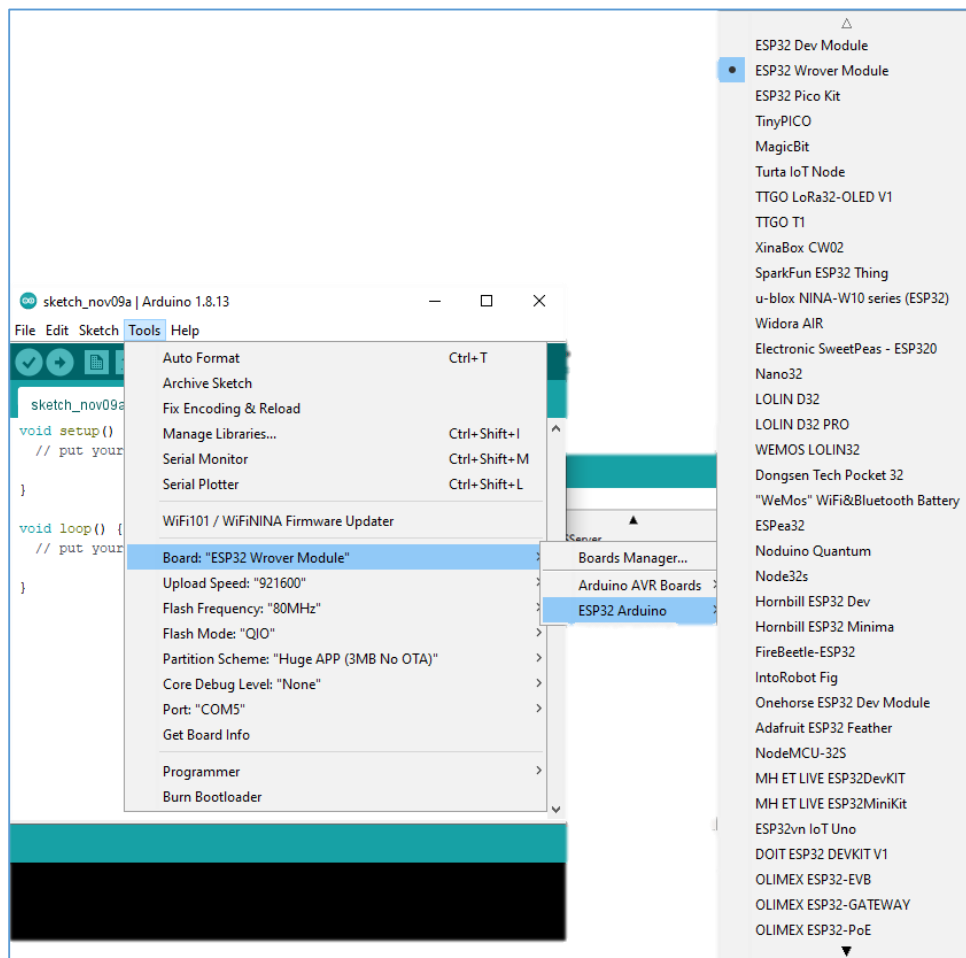 sketch_nov09a | Arduino 1.8.13
File Edit Sketch Tools Help
sketch_nov09a
void setup()
// put your
}
void loop() {
// put your
}
Auto Format Ctrl+T
Archive Sketch
Fix Encoding & Reload
Manage Libraries... Ctrl+Shift+I
Serial Monitor Ctrl+Shift+M
Serial Plotter Ctrl+Shift+L
WiFi101 / WiFiNINA Firmware Updater
Board: "ESP32 Wrover Module"
Upload Speed: "921600"
Flash Frequency: "80MHz"
Flash Mode: "QIO"
Partition Scheme: "Huge APP (3MB No OTA)"
Core Debug Level: "None"
Port: "COM5"
Get Board Info
Programmer
Burn Bootloader
Boards Manager...
Arduino AVR Boards
ESP32 Arduino
ESP32 Dev Module
ESP32 Wrover Module
ESP32 Pico Kit
TinyPICO
MagicBit
Turta IoT Node
TTGO LoRa32-OLED V1
TTGO T1
XinaBox CW02
SparkFun ESP32 Thing
u-blox NINA-W10 series (ESP32)
Widora AIR
Electronic SweetPeas - ESP320
Nano32
LOLIN D32
LOLIN D32 PRO
WEMOS LOLIN32
Dongsen Tech Pocket 32
"WeMos" WiFi&Bluetooth Battery
ESPea32
Noduino Quantum
Node32s
Hornbill ESP32 Dev
Hornbill ESP32 Minima
FireBeetle-ESP32
IntoRobot Fig
Onehorse ESP32 Dev Module
Adafruit ESP32 Feather
NodeMCU-32S
MH ET LIVE ESP32DevKIT
MH ET LIVE ESP32MiniKit
ESP32vn IoT Uno
DOIT ESP32 DEVKIT V1
OLIMEX ESP32-EVB
OLIMEX ESP32-GATEWAY
OLIMEX ESP32-PoE